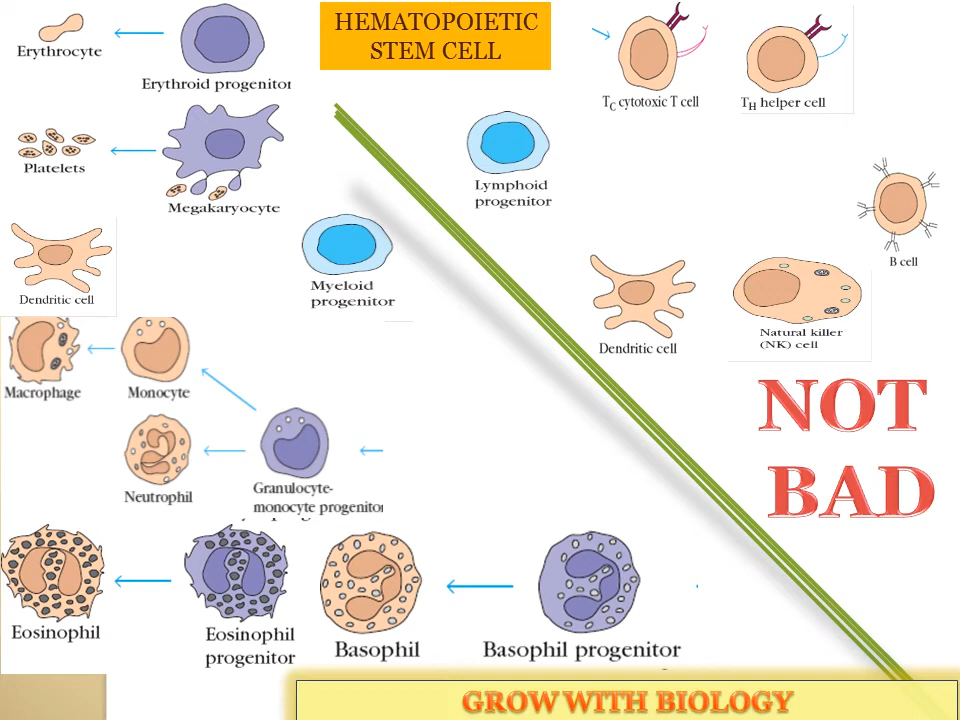 HEMATOPOIETIC
STEM CELL
Erythrocyte
Erythroid progenitor
T_C cytotoxic T cell
T_H helper cell
Platelets
Megakaryocyte
Lymphoid
progenitor
B cell
Dendritic cell
Myeloid
progenitor
Dendritic cell
Natural killer
(NK) cell
Macrophage
Monocyte
NOT
BAD
Neutrophil
Granulocyte-
monocyte progenitor
Eosinophil
Eosinophil
progenitor
Basophil
Basophil progenitor
GROW WITH BIOLOGY